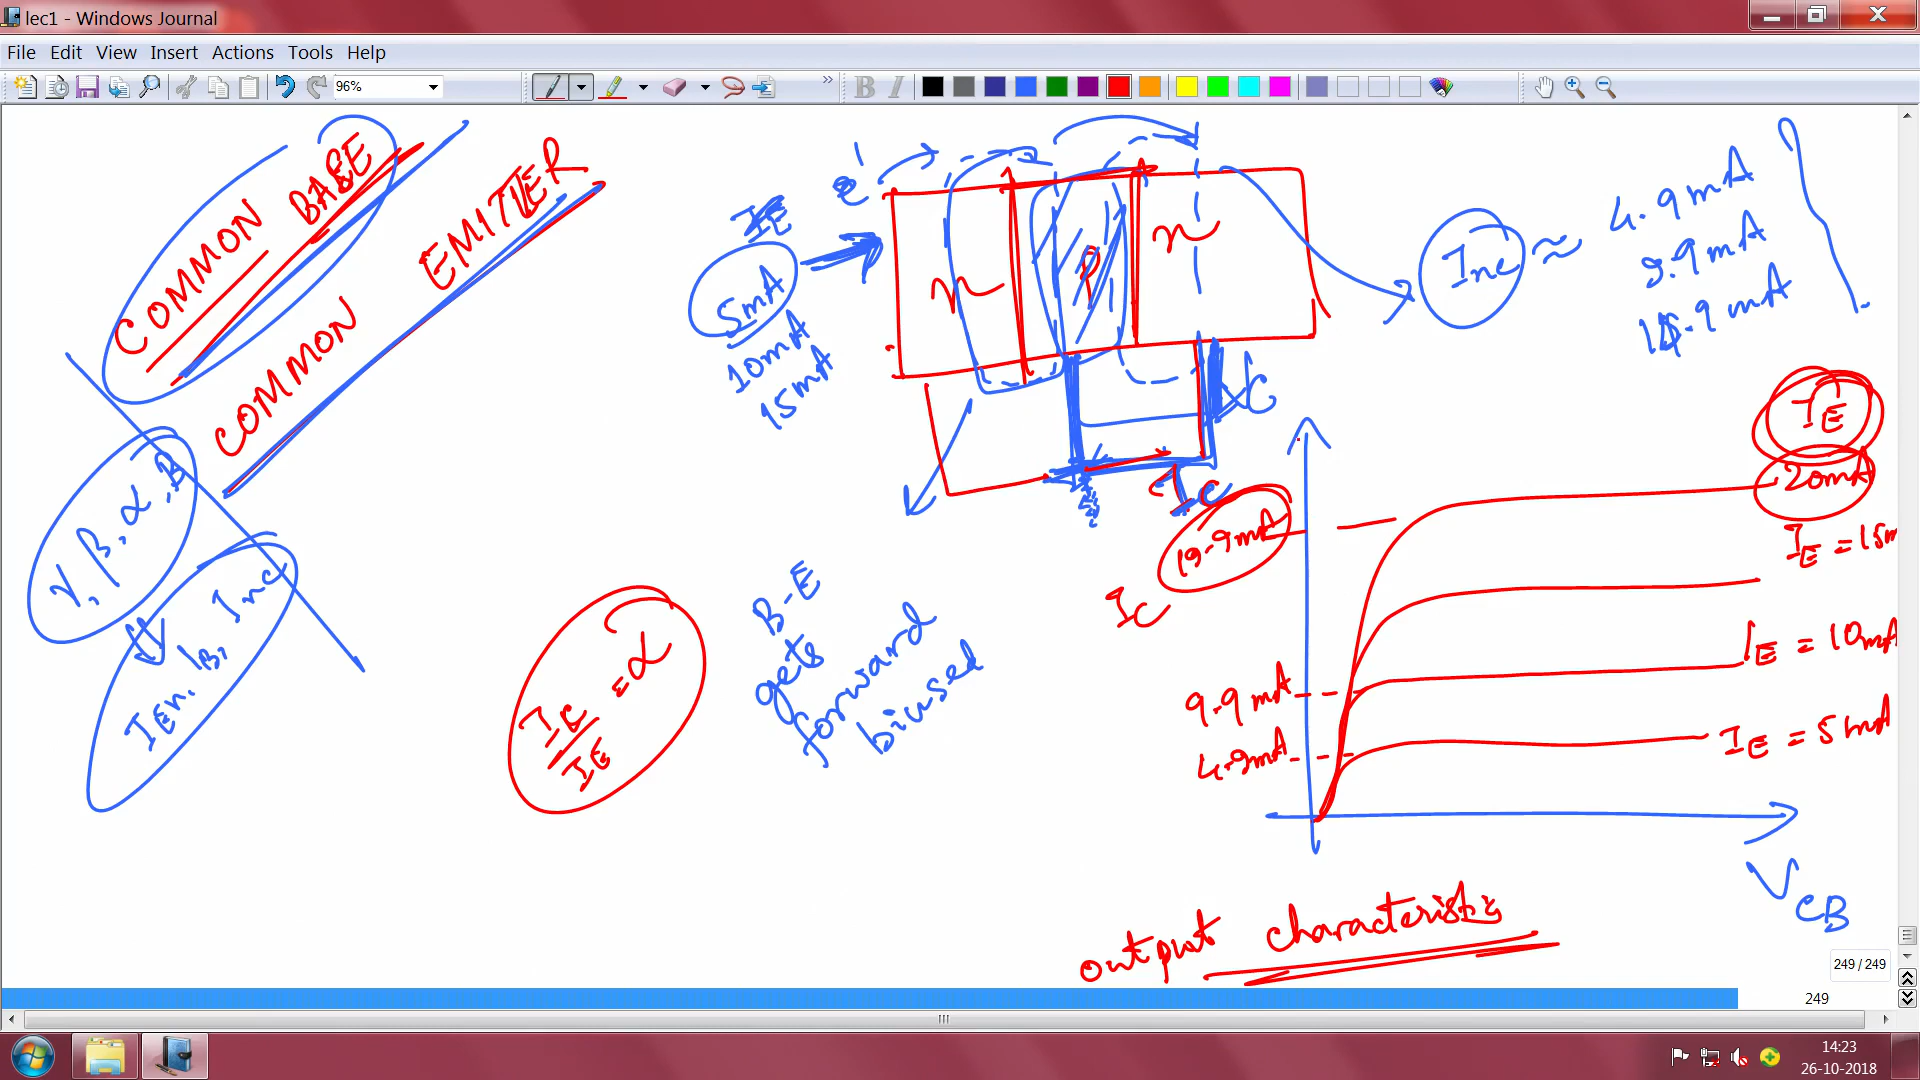 lec1 - Windows Journal
File Edit View Insert Actions Tools Help
96%
B I
COMMON BASE
COMMON EMITTER
γ, β, α, B
IEn, IB, Inc
IE
5mA
10mA
15mA
e
n
p
n
Inc ≈
4.9mA
9.9mA
IC
IC/IE = α
B-E
gets
forward
biased
IE
20mA
19.9mA
IC
IE = 15m
IE = 10mA
9.9mA
IE = 5mA
4.9mA
VCB
output characteristics
249 / 249
249
14:23
26-10-2018